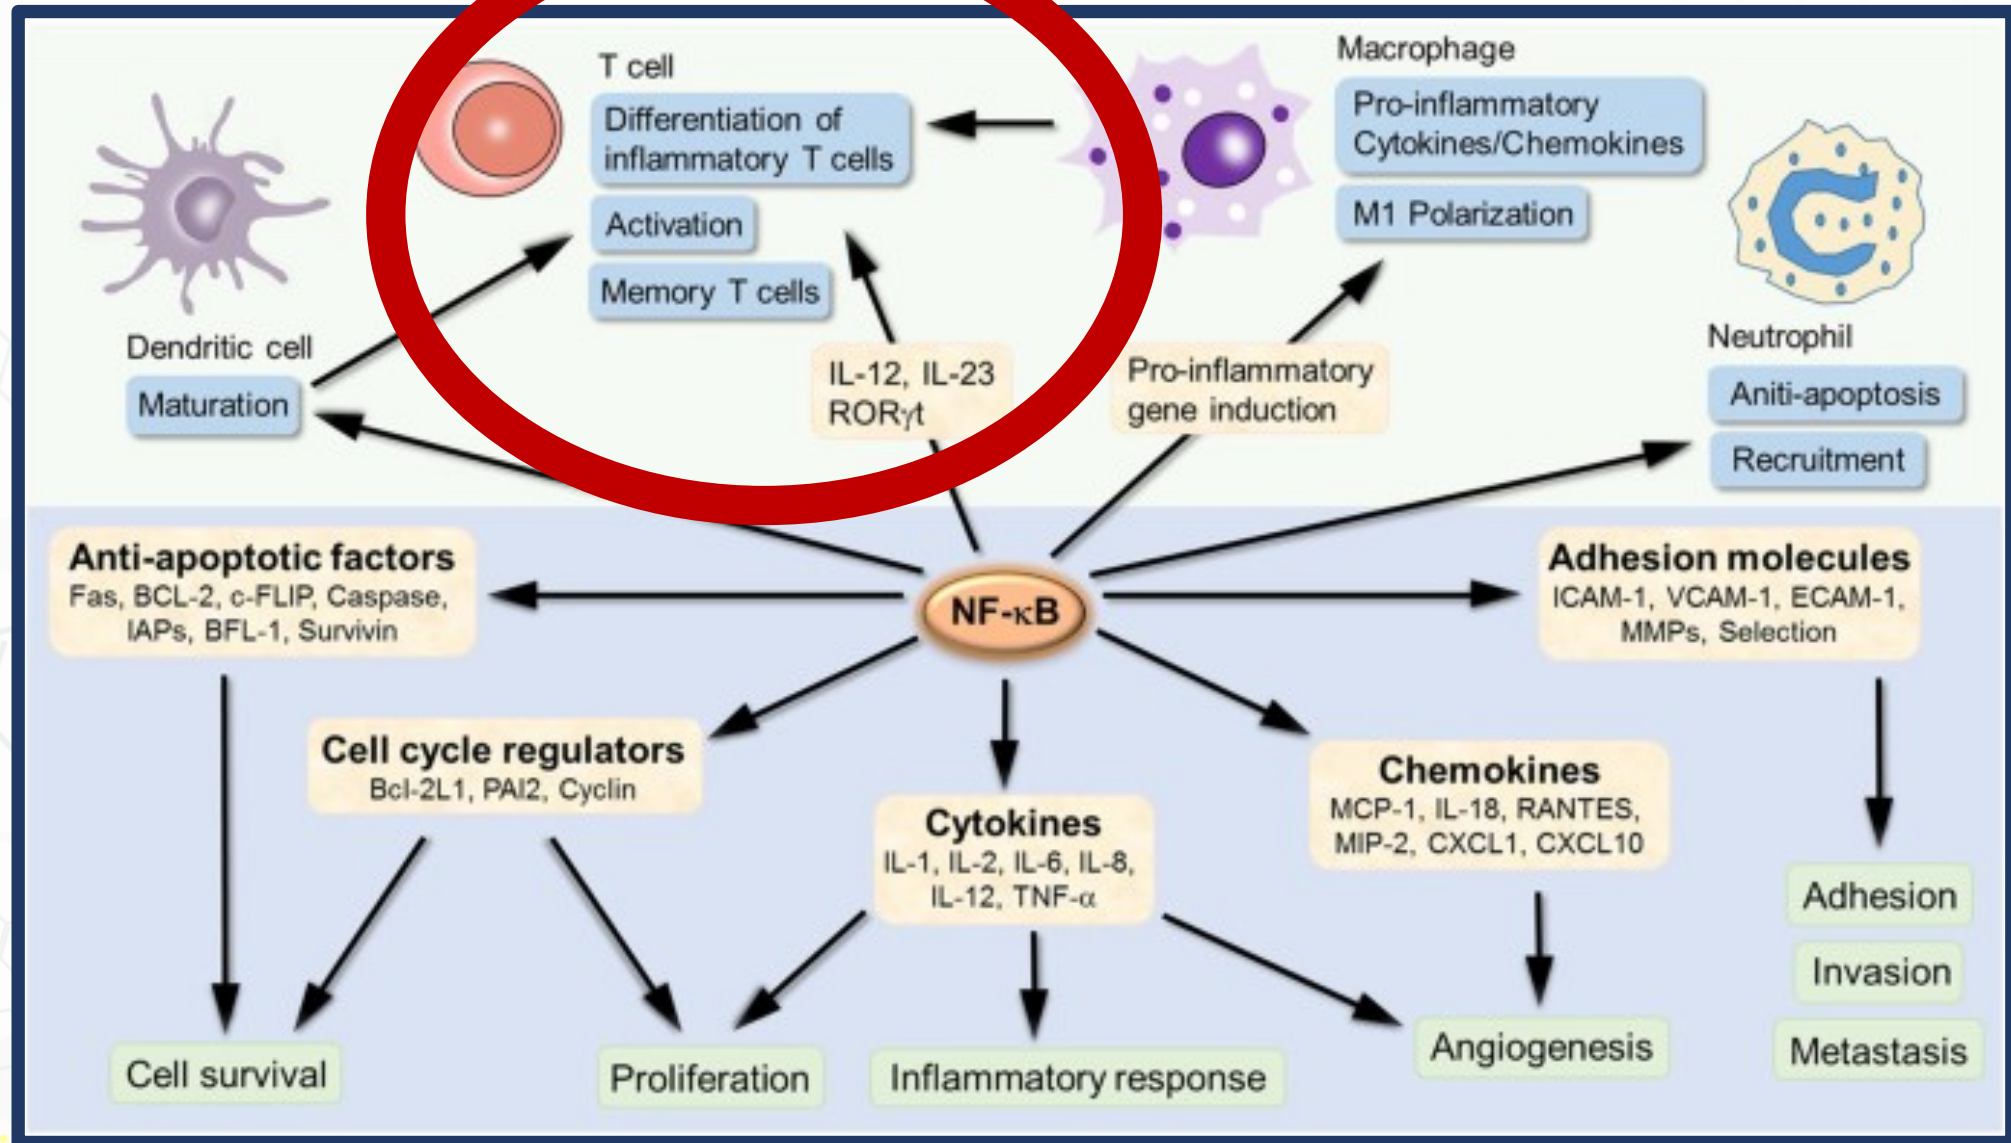 T cell
Differentiation of
inflammatory T cells
Activation
Memory T cells
Macrophage
Pro-inflammatory
Cytokines/Chemokines
M1 Polarization
Dendritic cell
Maturation
IL-12, IL-23
RORγt
Pro-inflammatory
gene induction
Neutrophil
Aniti-apoptosis
Recruitment
Anti-apoptotic factors
Fas, BCL-2, c-FLIP, Caspase,
IAPs, BFL-1, Survivin
NF-κB
Adhesion molecules
ICAM-1, VCAM-1, ECAM-1,
MMPs, Selection
Cell cycle regulators
Bcl-2L1, PAI2, Cyclin
Cytokines
IL-1, IL-2, IL-6, IL-8,
IL-12, TNF-α
Chemokines
MCP-1, IL-18, RANTES,
MIP-2, CXCL1, CXCL10
Adhesion
Invasion
Metastasis
Cell survival
Proliferation
Inflammatory response
Angiogenesis